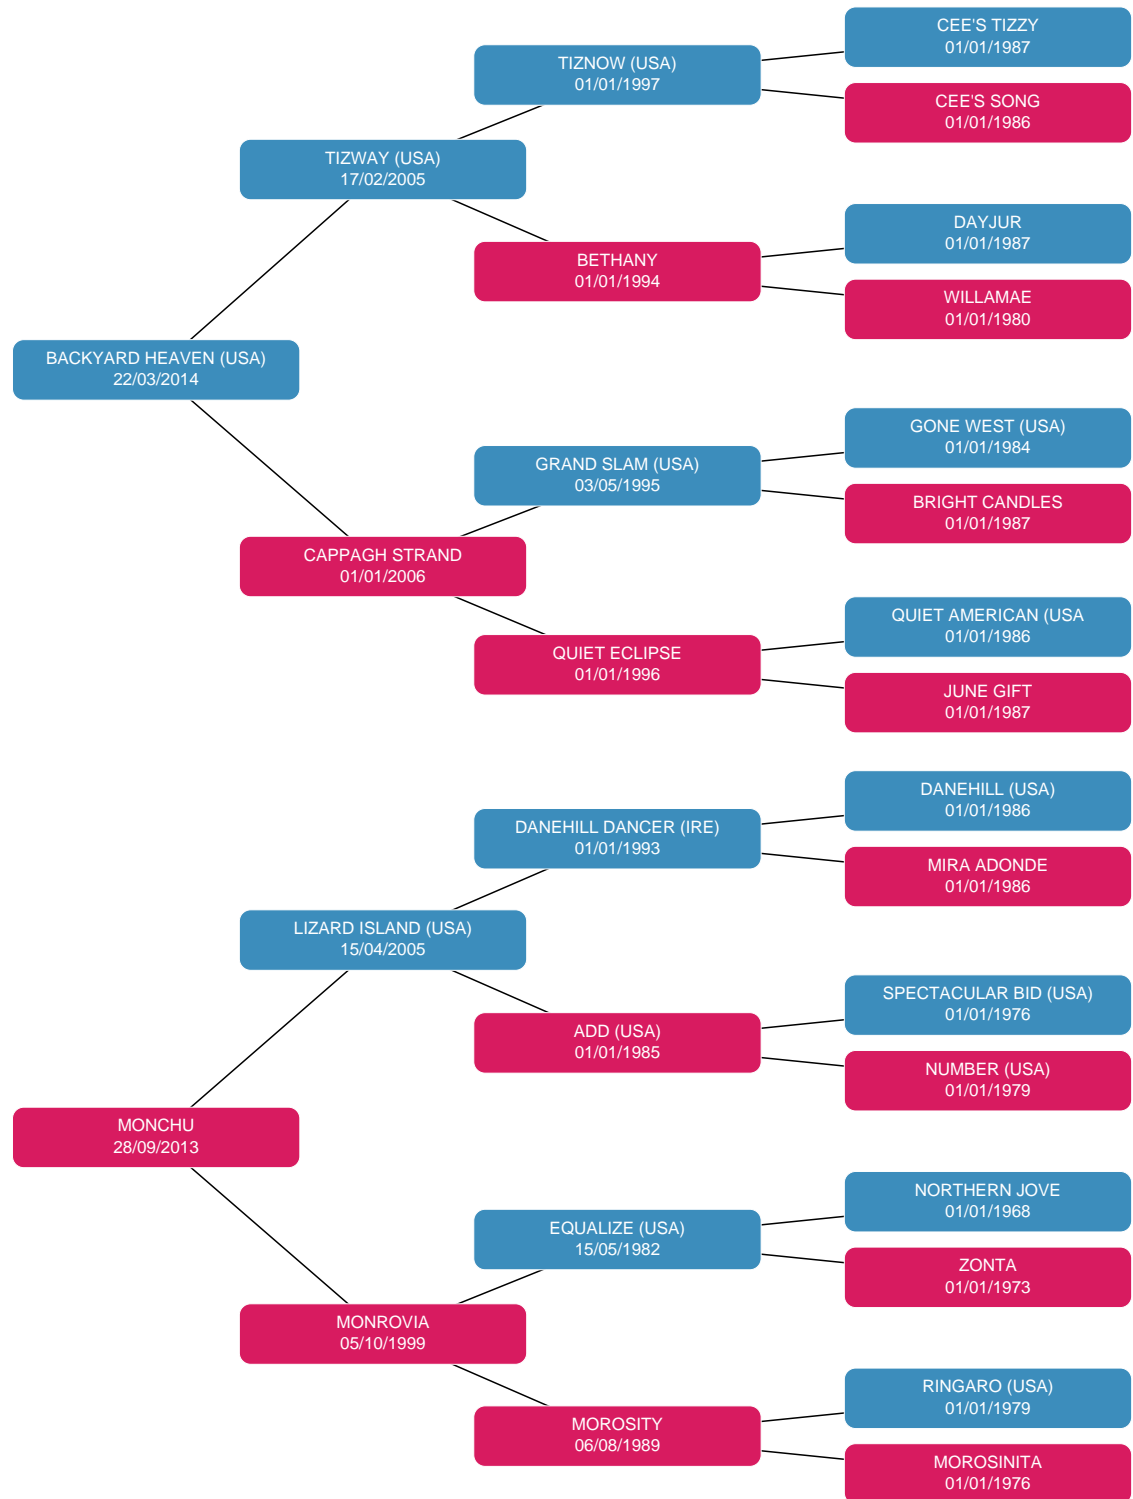 CEE'S TIZZY
01/01/1987
TIZNOW (USA)
01/01/1997
CEE'S SONG
01/01/1986
TIZWAY (USA)
17/02/2005
DAYJUR
01/01/1987
BETHANY
01/01/1994
WILLAMAE
01/01/1980
BACKYARD HEAVEN (USA)
22/03/2014
GONE WEST (USA)
01/01/1984
GRAND SLAM (USA)
03/05/1995
BRIGHT CANDLES
01/01/1987
CAPPAGH STRAND
01/01/2006
QUIET AMERICAN (USA
01/01/1986
QUIET ECLIPSE
01/01/1996
JUNE GIFT
01/01/1987
DANEHILL (USA)
01/01/1986
DANEHILL DANCER (IRE)
01/01/1993
MIRA ADONDE
01/01/1986
LIZARD ISLAND (USA)
15/04/2005
SPECTACULAR BID (USA)
01/01/1976
ADD (USA)
01/01/1985
NUMBER (USA)
01/01/1979
MONCHU
28/09/2013
NORTHERN JOVE
01/01/1968
EQUALIZE (USA)
15/05/1982
ZONTA
01/01/1973
MONROVIA
05/10/1999
RINGARO (USA)
01/01/1979
MOROSITY
06/08/1989
MOROSINITA
01/01/1976